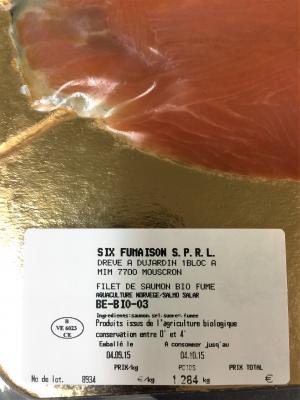 SIX FUMAISON S.P.R.L.
DREVE A DUJARDIN 1BLOC A
MIM 7700 MOUSCRON
FILET DE SAUMON BIO FUME
AQUACULTURE NORVEGE/SALMO SALAR
BE-BIO-03
Ingrédients:saumon,sel,sucre,fumée
B
VE 6023
CE
Produits issus de l'agriculture biologique
conservation entre 0° et 4°
Emballé le A consommer jusqu'au
04.09.15 04.10.15
PRIX/kg POIDS PRIX TOTAL
No de lot. 0934 €/kg 1 284 kg €